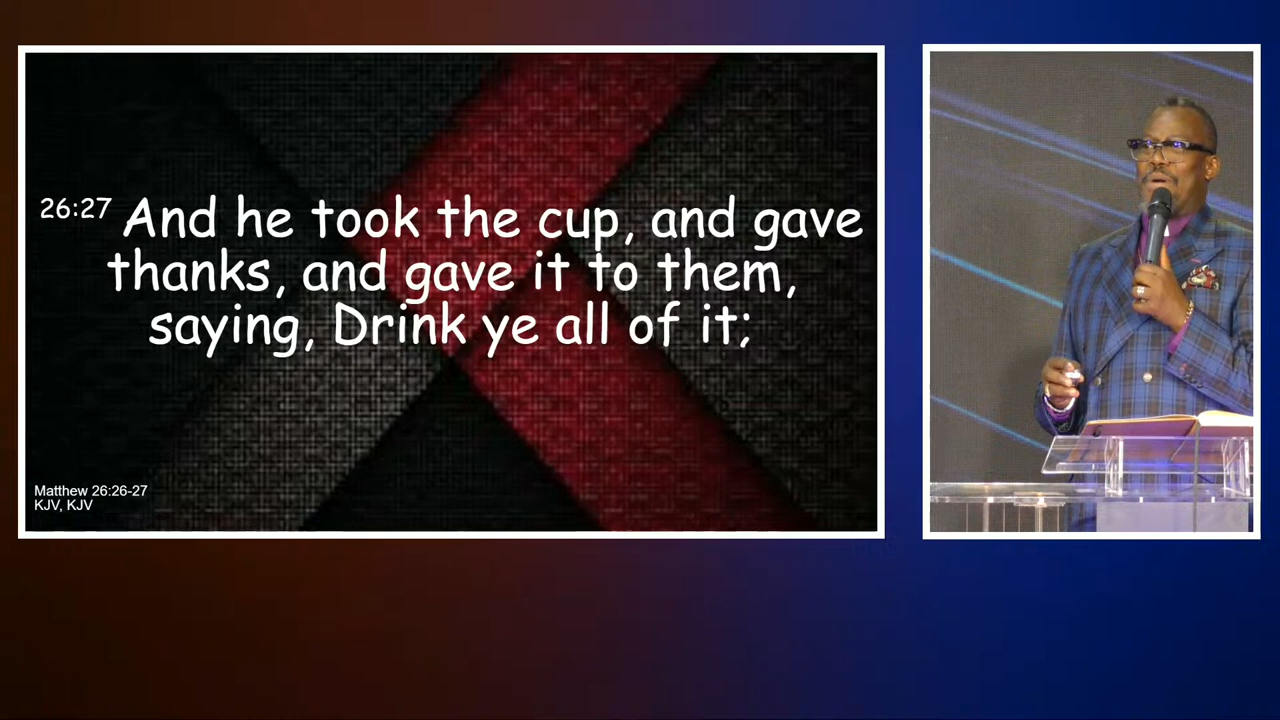 26:27 And he took the cup, and gave
thanks, and gave it to them,
saying, Drink ye all of it;
Matthew 26:26-27
KJV, KJV